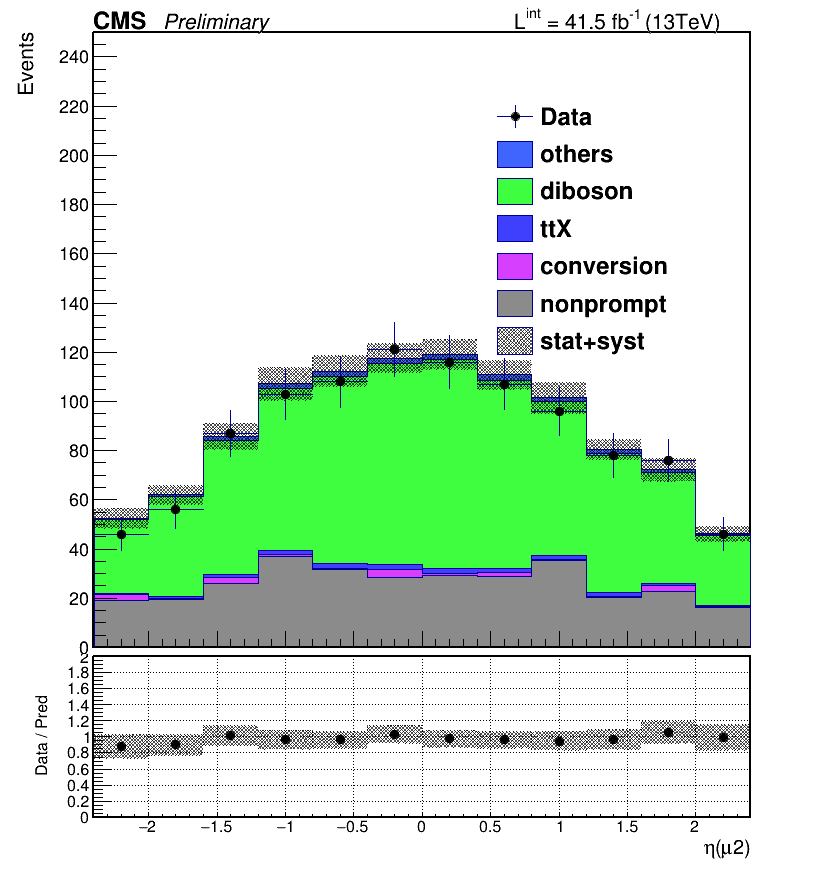 CMS Preliminary L^int = 41.5 fb^-1 (13TeV)
Events
240
220
200
180
160
140
120
100
80
60
40
20
0
Data
others
diboson
ttX
conversion
nonprompt
stat+syst
Data / Pred
2
1.8
1.6
1.4
1.2
1
0.8
0.6
0.4
0.2
0
−2 −1.5 −1 −0.5 0 0.5 1 1.5 2
η(μ2)